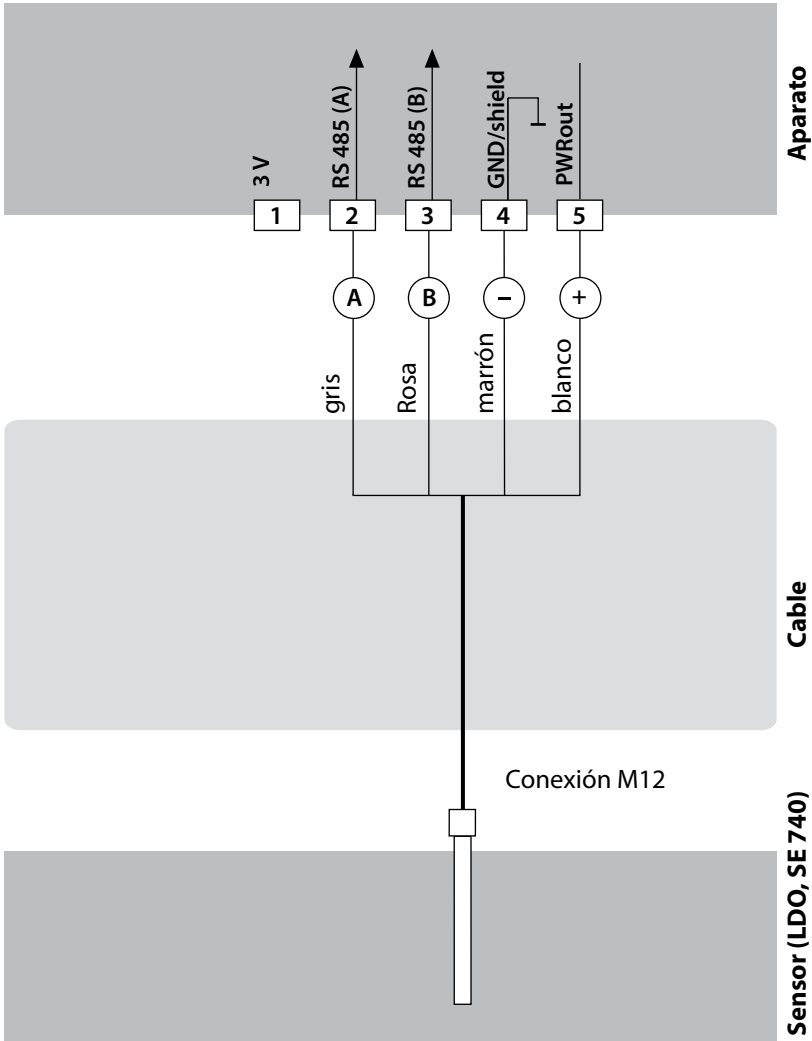 Aparato
3 V
RS 485 (A)
RS 485 (B)
GND/shield
PWRout
1
2
3
4
5
A
B
–
+
gris
Rosa
marrón
blanco
Cable
Conexión M12
Sensor (LDO, SE 740)